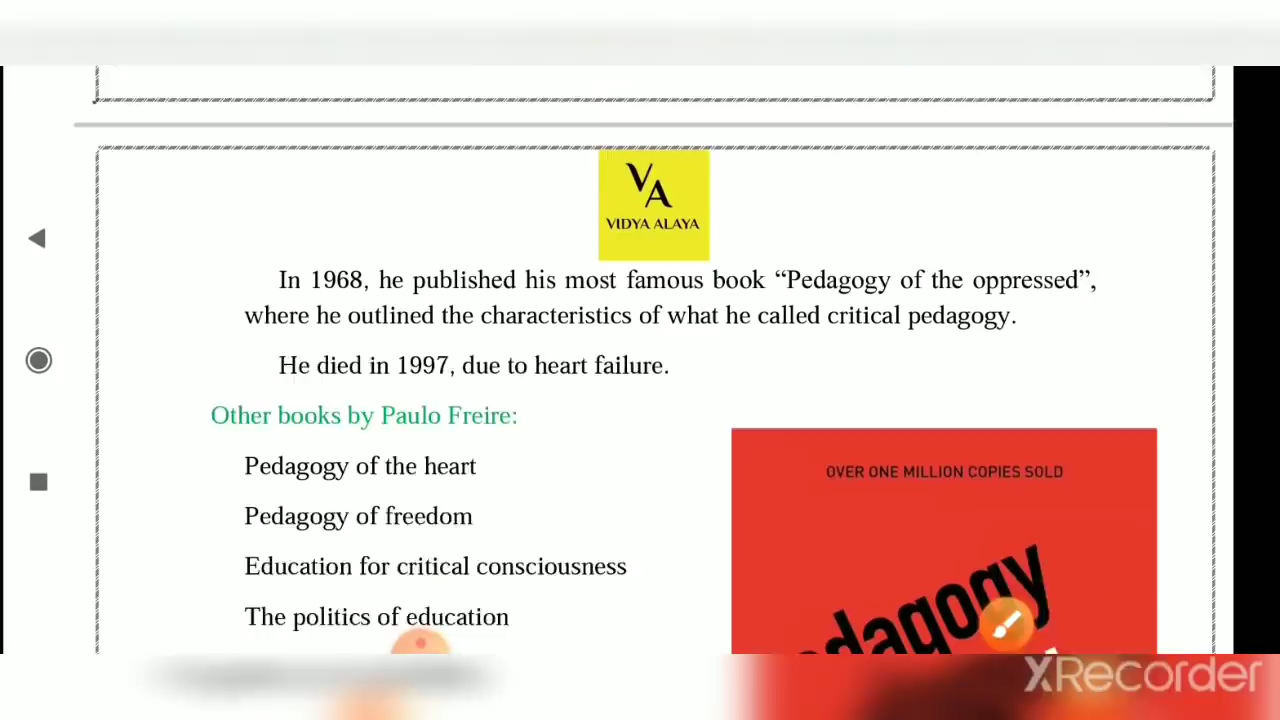 VA
VIDYA ALAYA
In 1968, he published his most famous book “Pedagogy of the oppressed”,
where he outlined the characteristics of what he called critical pedagogy.
He died in 1997, due to heart failure.
Other books by Paulo Freire:
Pedagogy of the heart
Pedagogy of freedom
Education for critical consciousness
The politics of education
OVER ONE MILLION COPIES SOLD
XRecorder